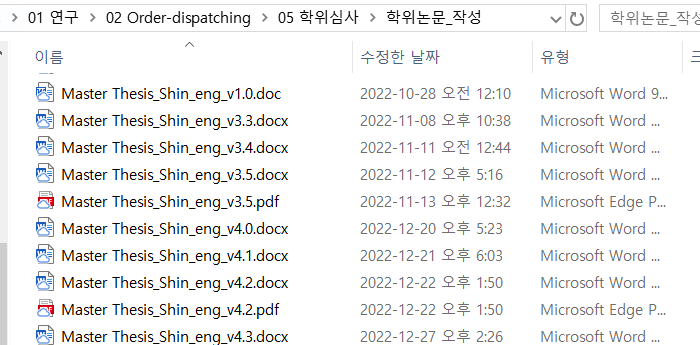 01 연구 > 02 Order-dispatching > 05 학위심사 > 학위논문_작성 학위논문_작성
이름 수정한 날짜 유형
Master Thesis_Shin_eng_v1.0.doc 2022-10-28 오전 12:10 Microsoft Word 9...
Master Thesis_Shin_eng_v3.3.docx 2022-11-08 오후 10:38 Microsoft Word ...
Master Thesis_Shin_eng_v3.4.docx 2022-11-11 오전 12:44 Microsoft Word ...
Master Thesis_Shin_eng_v3.5.docx 2022-11-12 오후 5:16 Microsoft Word ...
Master Thesis_Shin_eng_v3.5.pdf 2022-11-13 오후 12:32 Microsoft Edge P...
Master Thesis_Shin_eng_v4.0.docx 2022-12-20 오후 5:23 Microsoft Word ...
Master Thesis_Shin_eng_v4.1.docx 2022-12-21 오후 6:03 Microsoft Word ...
Master Thesis_Shin_eng_v4.2.docx 2022-12-22 오후 1:50 Microsoft Word ...
Master Thesis_Shin_eng_v4.2.pdf 2022-12-22 오후 1:50 Microsoft Edge P...
Master Thesis_Shin_eng_v4.3.docx 2022-12-27 오후 2:26 Microsoft Word ...